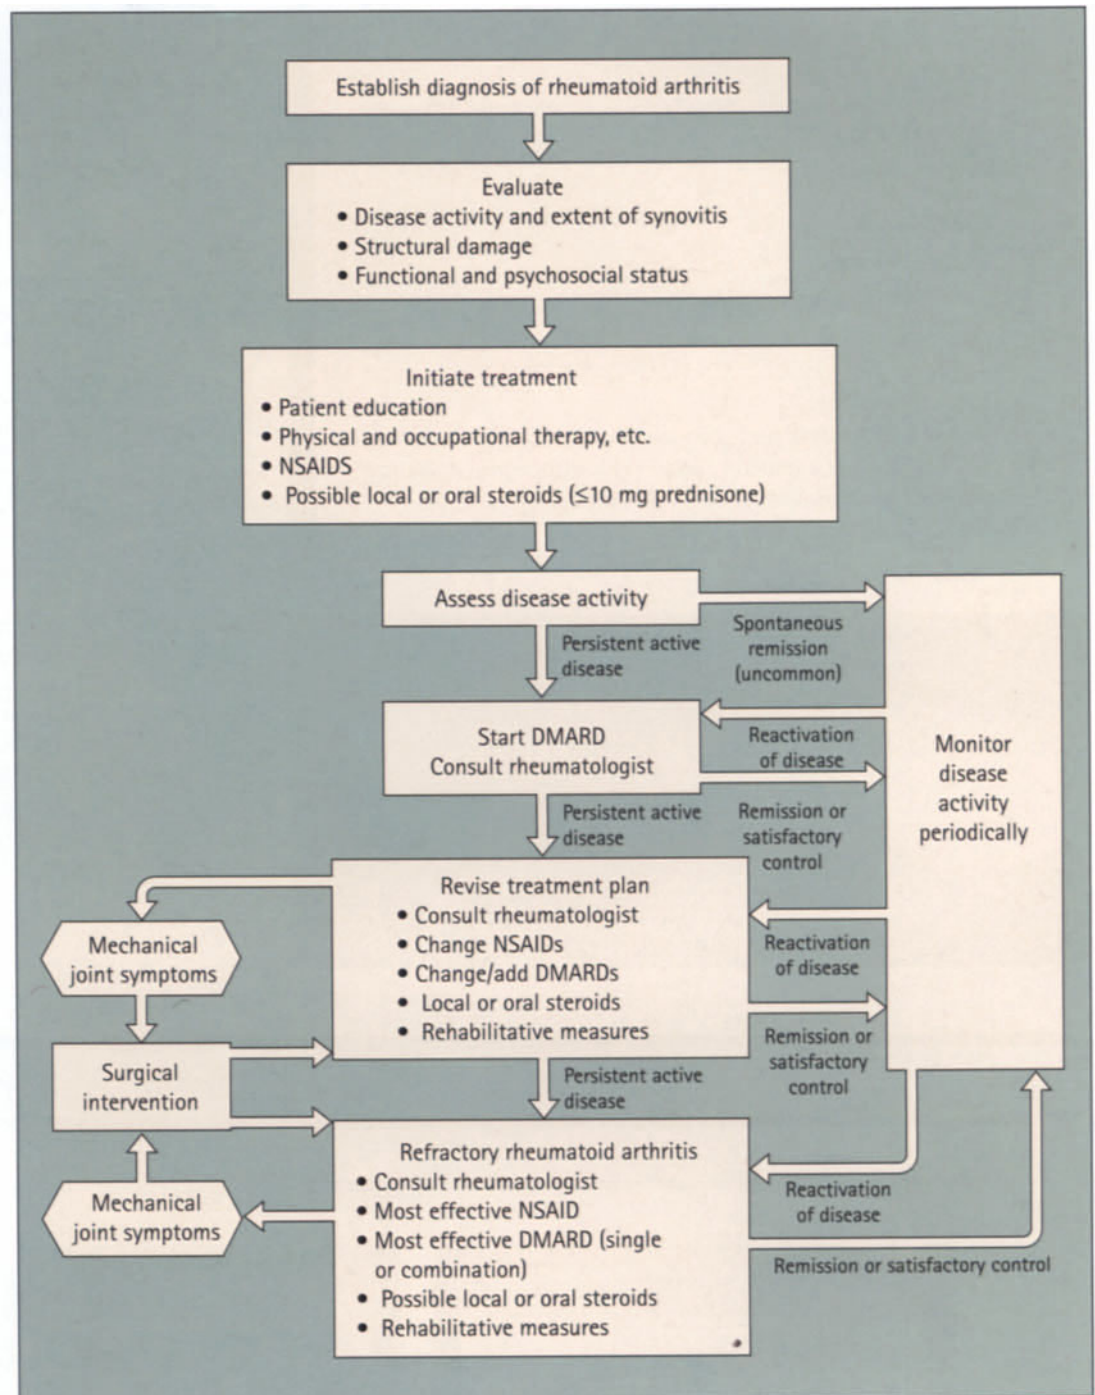 Establish diagnosis of rheumatoid arthritis
Evaluate
• Disease activity and extent of synovitis
• Structural damage
• Functional and psychosocial status
Initiate treatment
• Patient education
• Physical and occupational therapy, etc.
• NSAIDS
• Possible local or oral steroids (≤10 mg prednisone)
Assess disease activity
Persistent active
disease
Spontaneous
remission
(uncommon)
Start DMARD
Consult rheumatologist
Reactivation
of disease
Monitor
disease
activity
periodically
Persistent active
disease
Remission or
satisfactory
control
Revise treatment plan
• Consult rheumatologist
• Change NSAIDs
• Change/add DMARDs
• Local or oral steroids
• Rehabilitative measures
Mechanical
joint symptoms
Reactivation
of disease
Surgical
intervention
Persistent active
disease
Remission or
satisfactory
control
Refractory rheumatoid arthritis
• Consult rheumatologist
• Most effective NSAID
• Most effective DMARD (single
or combination)
• Possible local or oral steroids
• Rehabilitative measures
Mechanical
joint symptoms
Reactivation
of disease
Remission or satisfactory control